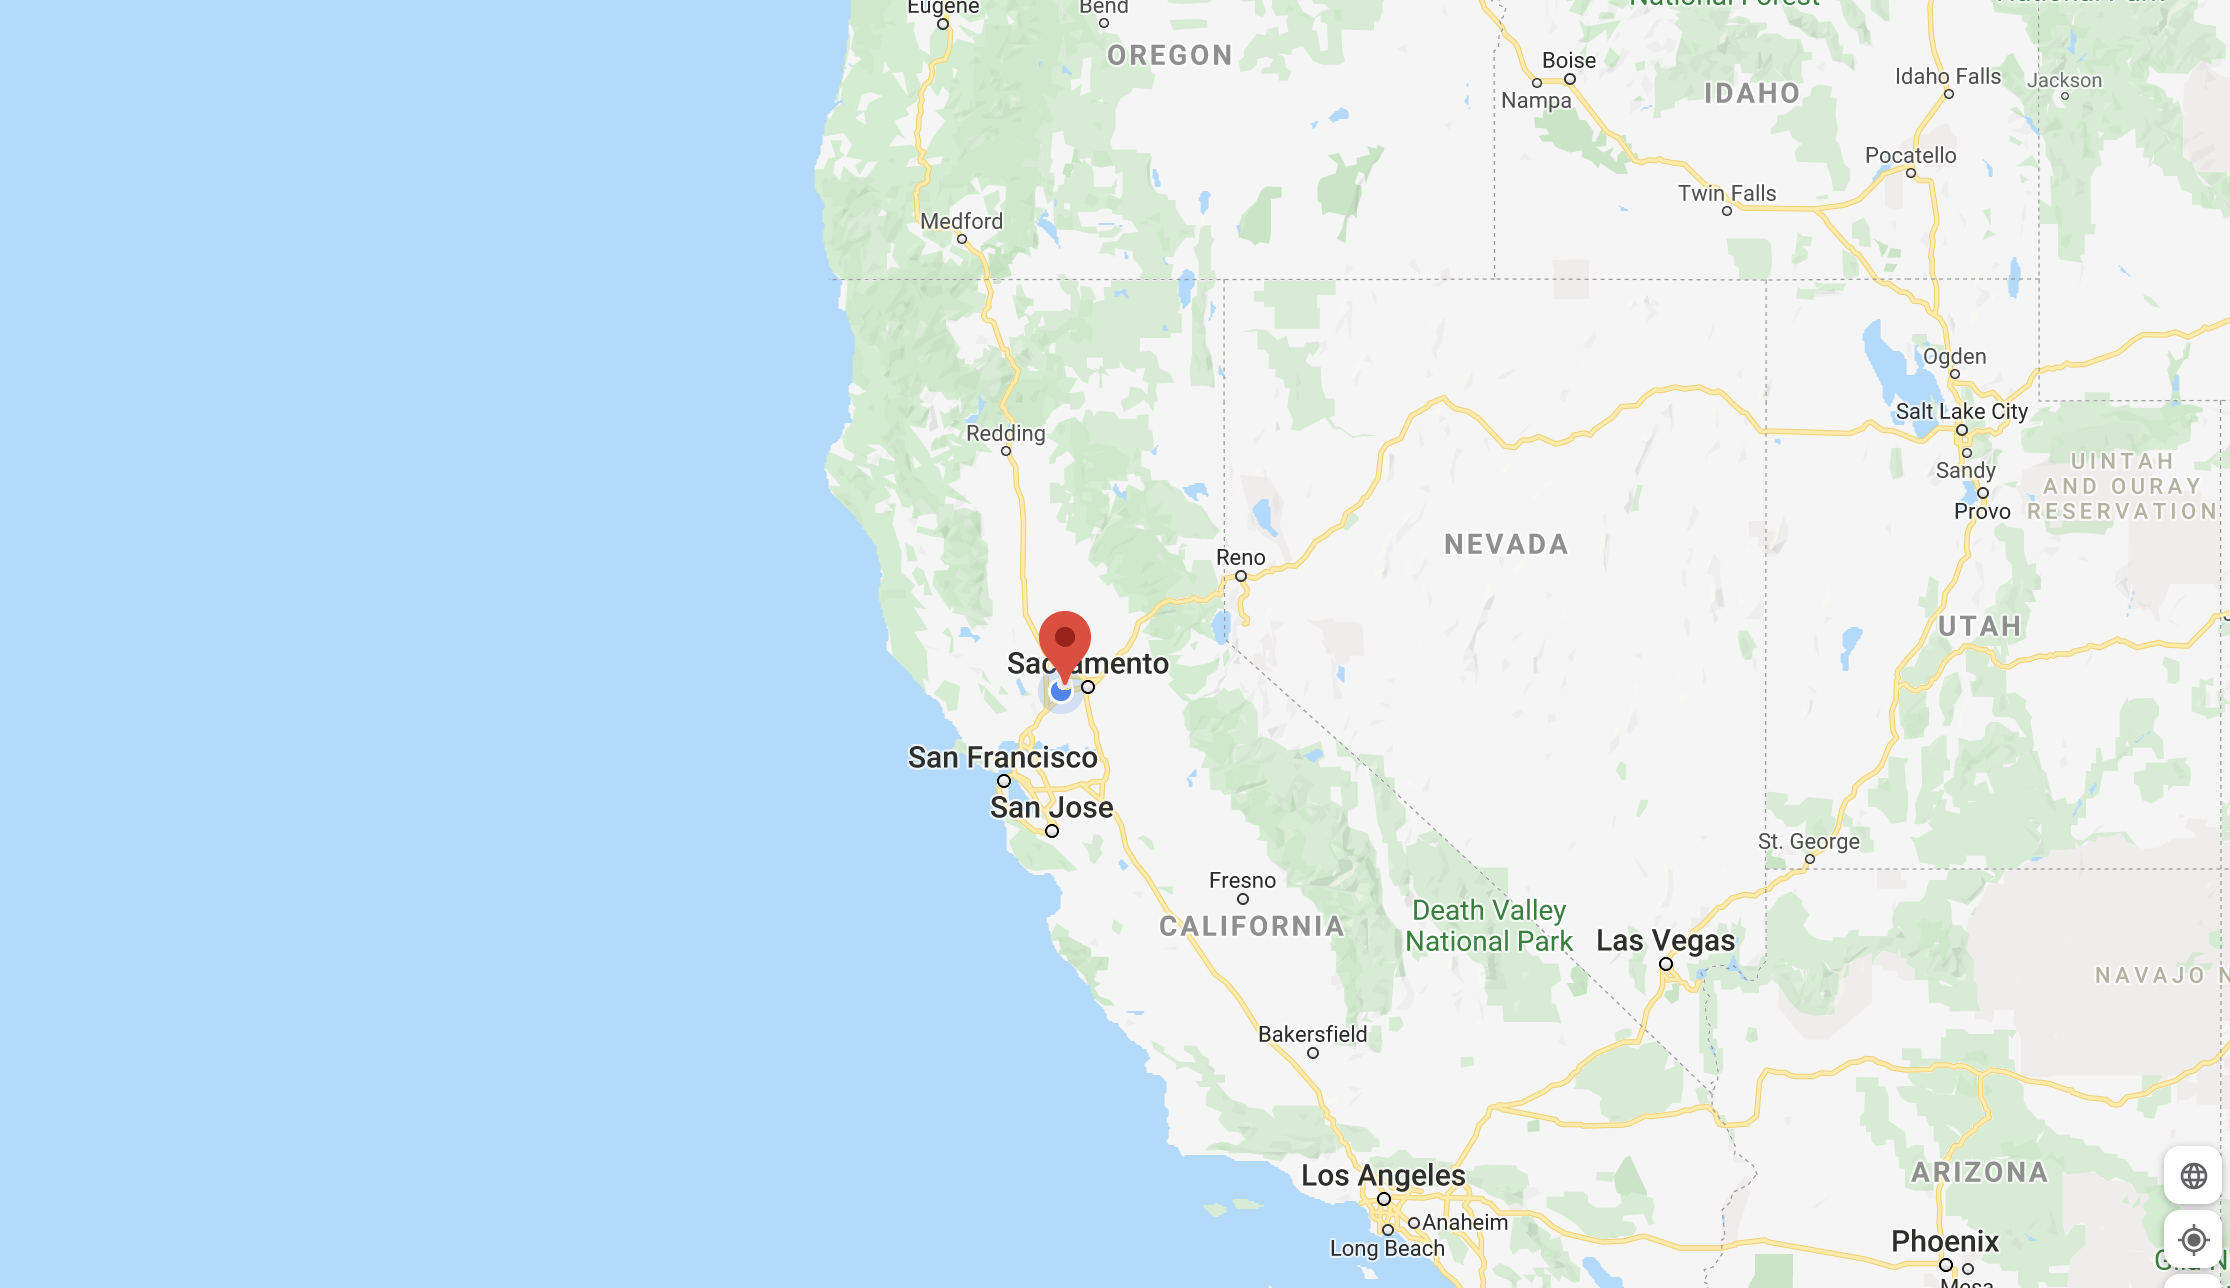 Eugene
Bend
OREGON
National Forest
Boise
Nampa
IDAHO
Idaho Falls
Jackson
Pocatello
Twin Falls
Medford
Ogden
Salt Lake City
Sandy
Provo
UINTAH
AND OURAY
RESERVATION
Redding
Reno
NEVADA
UTAH
Sacramento
San Francisco
San Jose
St. George
Fresno
CALIFORNIA
Death Valley
National Park
Las Vegas
NAVAJO N
Bakersfield
Los Angeles
Anaheim
Long Beach
ARIZONA
Phoenix
Mesa